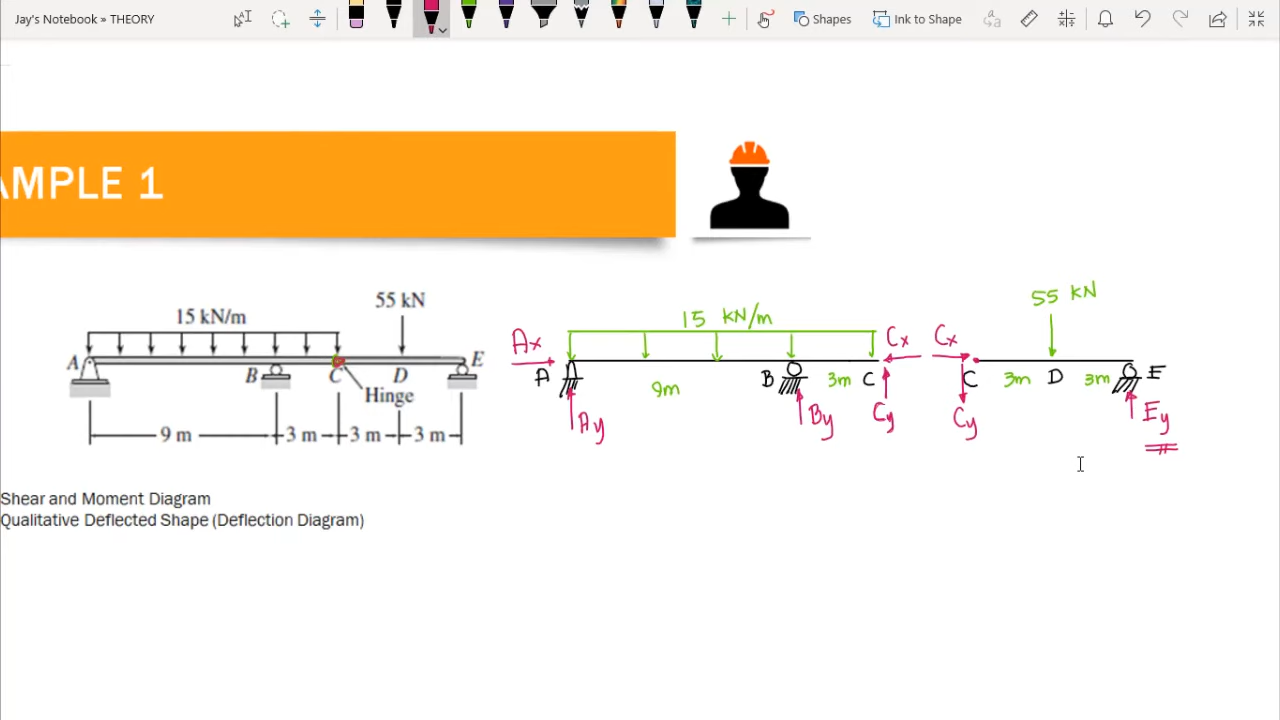 Jay's Notebook » THEORY
Shapes
Ink to Shape
AMPLE 1
55 kN
15 kN/m
A
B
C
D
E
Hinge
9 m
3 m
3 m
3 m
Shear and Moment Diagram
Qualitative Deflected Shape (Deflection Diagram)
15 KN/m
55 KN
Ax
Cx
Cx
A
9m
B
3m
C
C
3m
D
3m
E
Ay
By
Cy
Cy
Ey